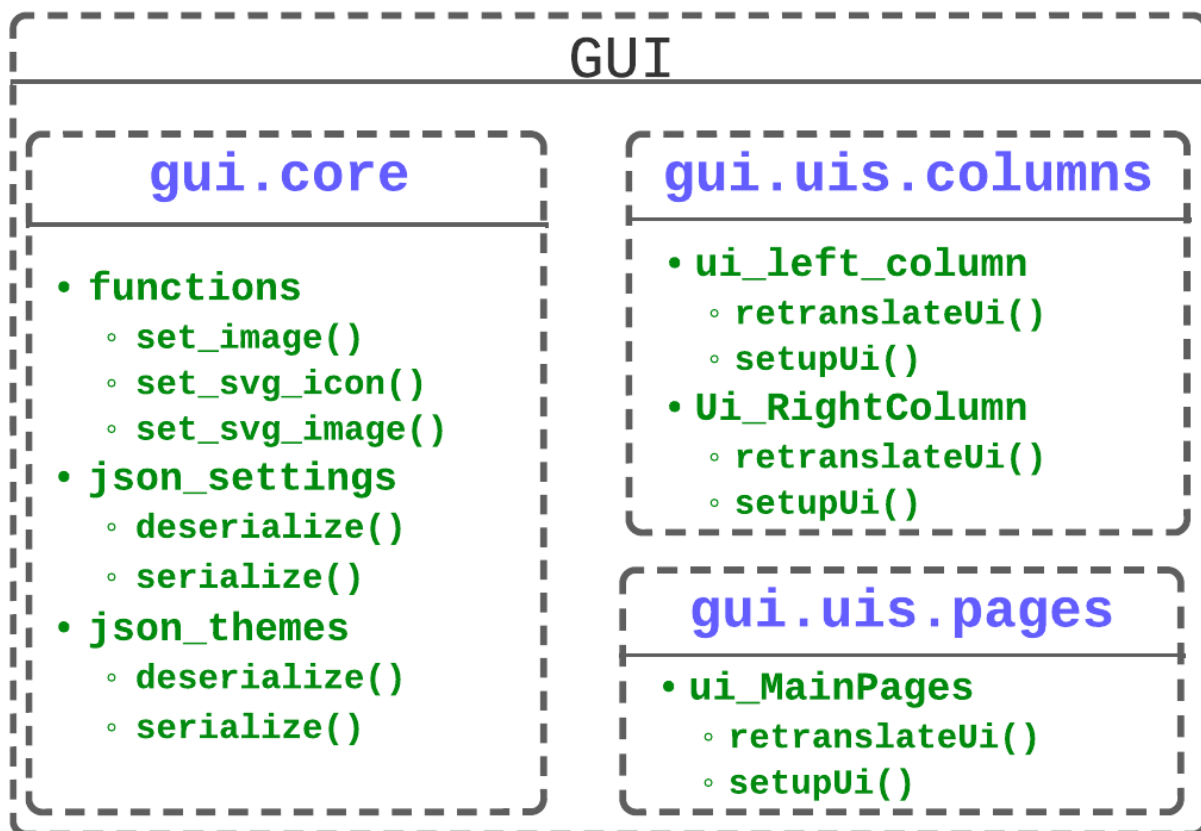 GUI
gui.core
• functions
◦ set_image()
◦ set_svg_icon()
◦ set_svg_image()
• json_settings
◦ deserialize()
◦ serialize()
• json_themes
◦ deserialize()
◦ serialize()
gui.uis.columns
• ui_left_column
◦ retranslateUi()
◦ setupUi()
• Ui_RightColumn
◦ retranslateUi()
◦ setupUi()
gui.uis.pages
• ui_MainPages
◦ retranslateUi()
◦ setupUi()